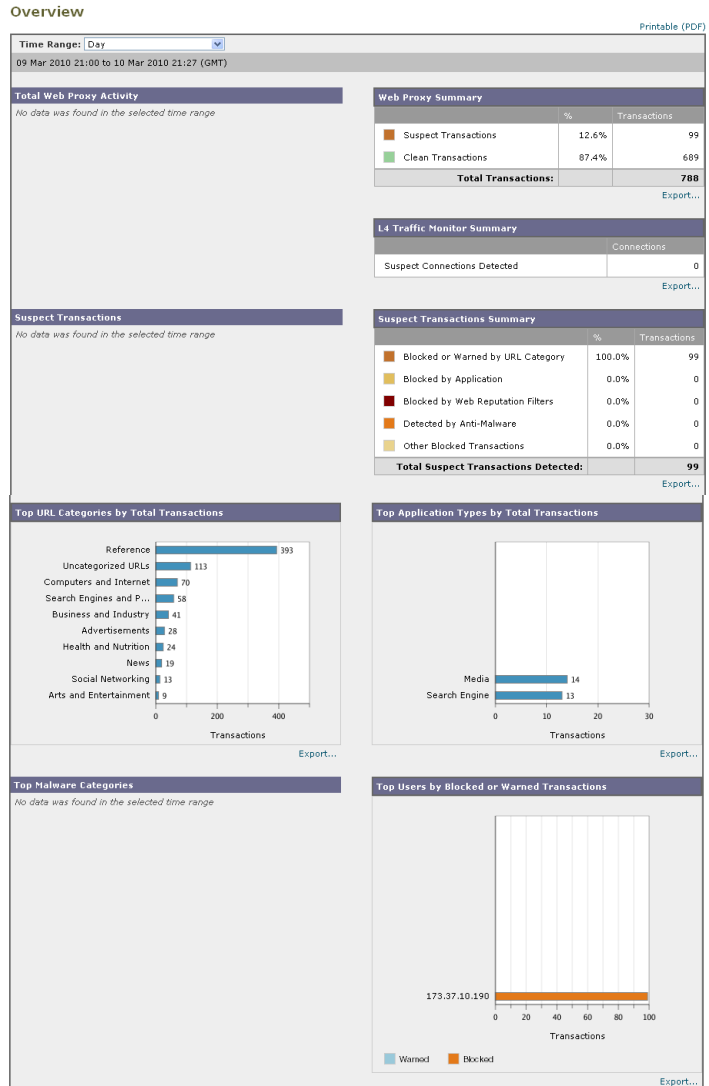 Overview
Printable (PDF)
Time Range: Day
09 Mar 2010 21:00 to 10 Mar 2010 21:27 (GMT)
Total Web Proxy Activity
No data was found in the selected time range
Web Proxy Summary
% Transactions
Suspect Transactions 12.6% 99
Clean Transactions 87.4% 689
Total Transactions: 788
Export...
L4 Traffic Monitor Summary
Connections
Suspect Connections Detected 0
Export...
Suspect Transactions
No data was found in the selected time range
Suspect Transactions Summary
% Transactions
Blocked or Warned by URL Category 100.0% 99
Blocked by Application 0.0% 0
Blocked by Web Reputation Filters 0.0% 0
Detected by Anti-Malware 0.0% 0
Other Blocked Transactions 0.0% 0
Total Suspect Transactions Detected: 99
Export...
Top URL Categories by Total Transactions
Reference 393
Uncategorized URLs 113
Computers and Internet 70
Search Engines and P... 58
Business and Industry 41
Advertisements 28
Health and Nutrition 24
News 19
Social Networking 13
Arts and Entertainment 9
0 200 400
Transactions
Export...
Top Application Types by Total Transactions
Media 14
Search Engine 13
0 10 20 30
Transactions
Export...
Top Malware Categories
No data was found in the selected time range
Top Users by Blocked or Warned Transactions
173.37.10.190
0 20 40 60 80 100
Transactions
Warned Blocked
Export...